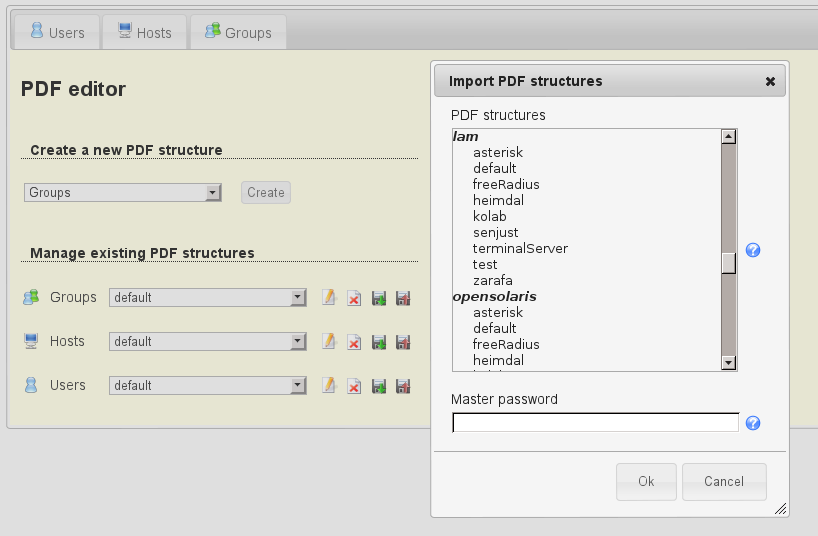 Users Hosts Groups
PDF editor
Create a new PDF structure
Groups Create
Manage existing PDF structures
Groups default
Hosts default
Users default
Import PDF structures
PDF structures
lam
asterisk
default
freeRadius
heimdal
kolab
senjust
terminalServer
test
zarafa
opensolaris
asterisk
default
freeRadius
heimdal
Master password
Ok Cancel